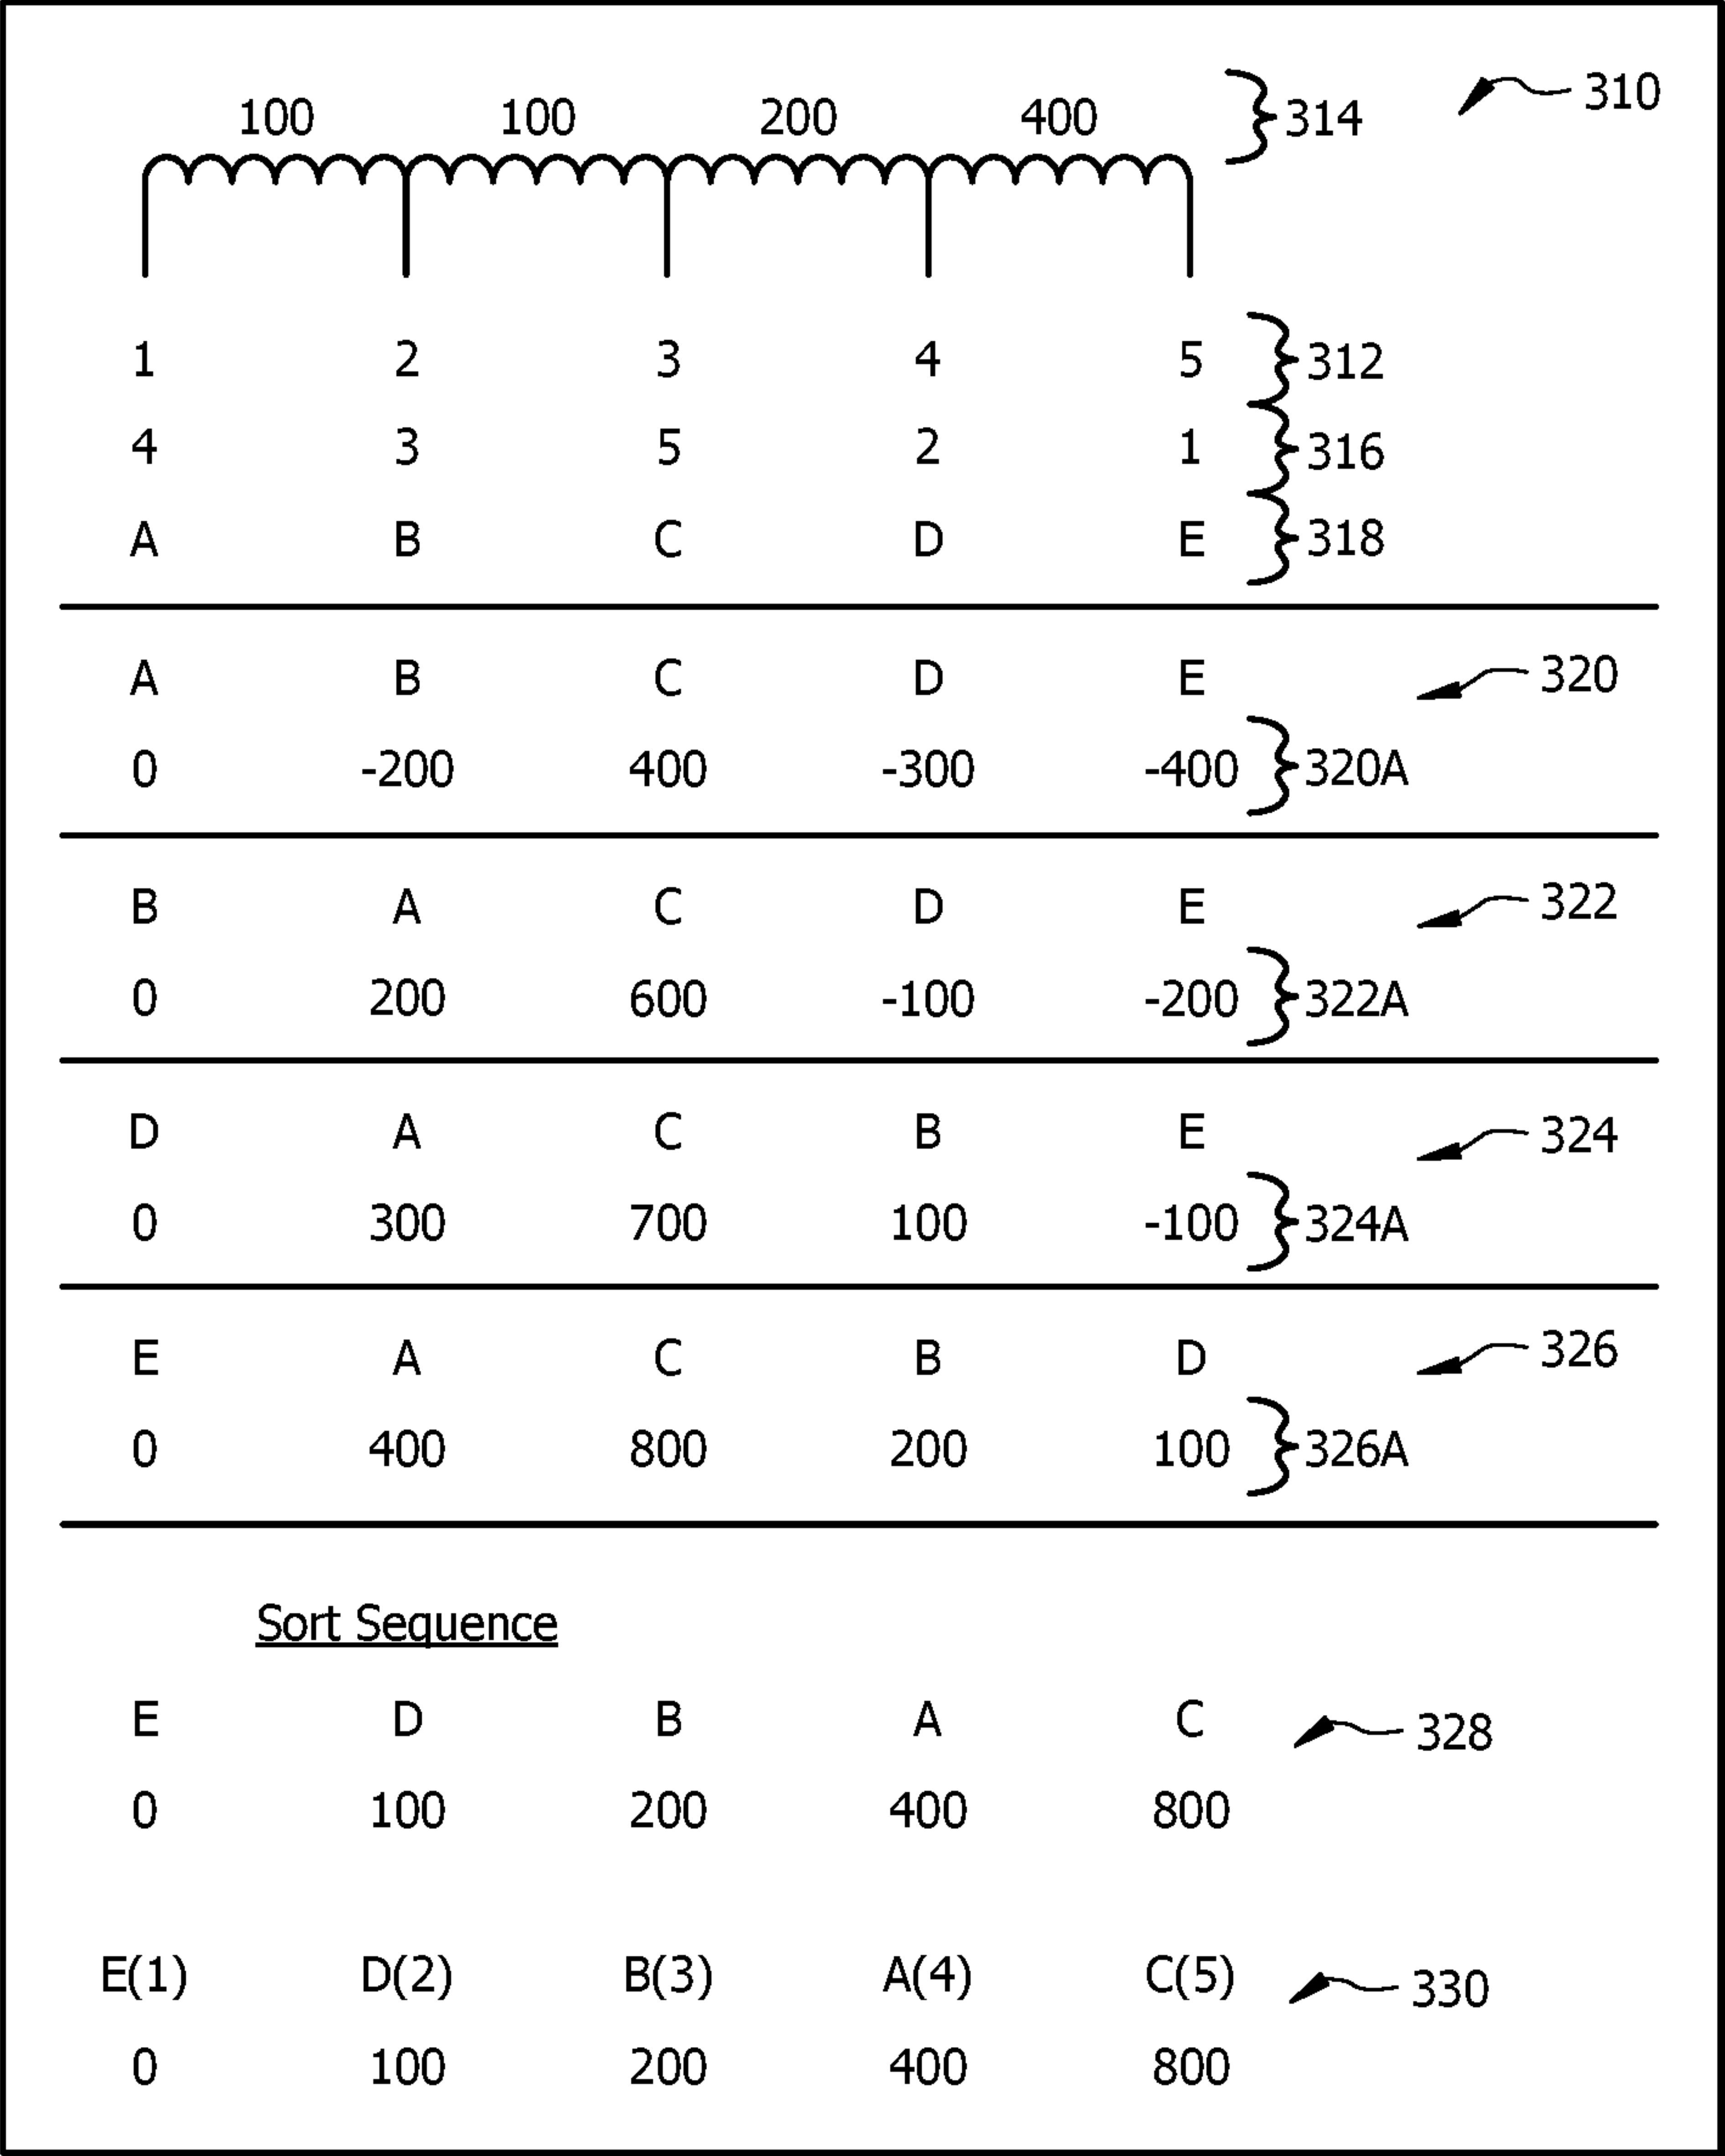 100 100 200 400 314 310
1 2 3 4 5 312
4 3 5 2 1 316
A B C D E 318
A B C D E 320
0 -200 400 -300 -400 320A
B A C D E 322
0 200 600 -100 -200 322A
D A C B E 324
0 300 700 100 -100 324A
E A C B D 326
0 400 800 200 100 326A
Sort Sequence
E D B A C 328
0 100 200 400 800
E(1) D(2) B(3) A(4) C(5) 330
0 100 200 400 800